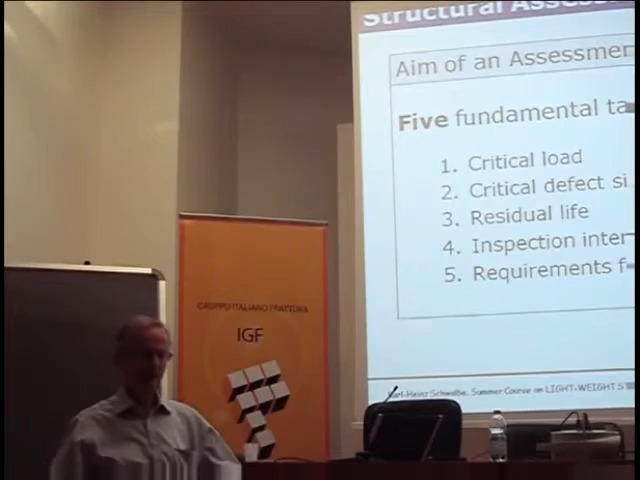 Structural Asses
Aim of an Assessmen
Five fundamental ta
1. Critical load
2. Critical defect si
3. Residual life
4. Inspection inter
5. Requirements f
GRUPPO ITALIANO FRATTURA
IGF
Karl-Heinz Schwalbe, Summer Course on LIGHT-WEIGHT S